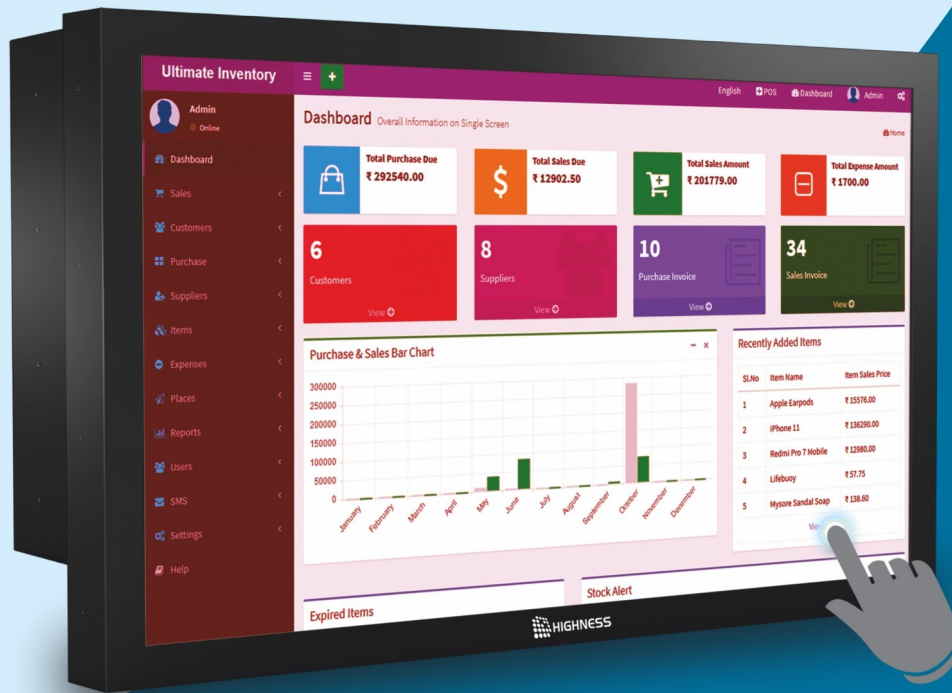 Ultimate Inventory
English
POS
Dashboard
Admin
Admin
Online
Dashboard Overall Information on Single Screen
Home
Dashboard
Sales
Customers
Purchase
Suppliers
Items
Expenses
Places
Reports
Users
SMS
Settings
Help
Total Purchase Due
₹ 292540.00
Total Sales Due
₹ 12902.50
Total Sales Amount
₹ 201779.00
Total Expense Amount
₹ 1700.00
6
Customers
View
8
Suppliers
View
10
Purchase Invoice
View
34
Sales Invoice
View
Purchase & Sales Bar Chart
300000
250000
200000
150000
100000
50000
0
January
February
March
April
May
June
July
August
September
October
November
December
Recently Added Items
Sl.No Item Name Item Sales Price
1 Apple Earpods ₹ 15576.00
2 iPhone 11 ₹ 136290.00
3 Redmi Pro 7 Mobile ₹ 12980.00
4 Lifebuoy ₹ 57.75
5 Mysore Sandal Soap ₹ 138.60
Expired Items
Stock Alert
HIGHNESS